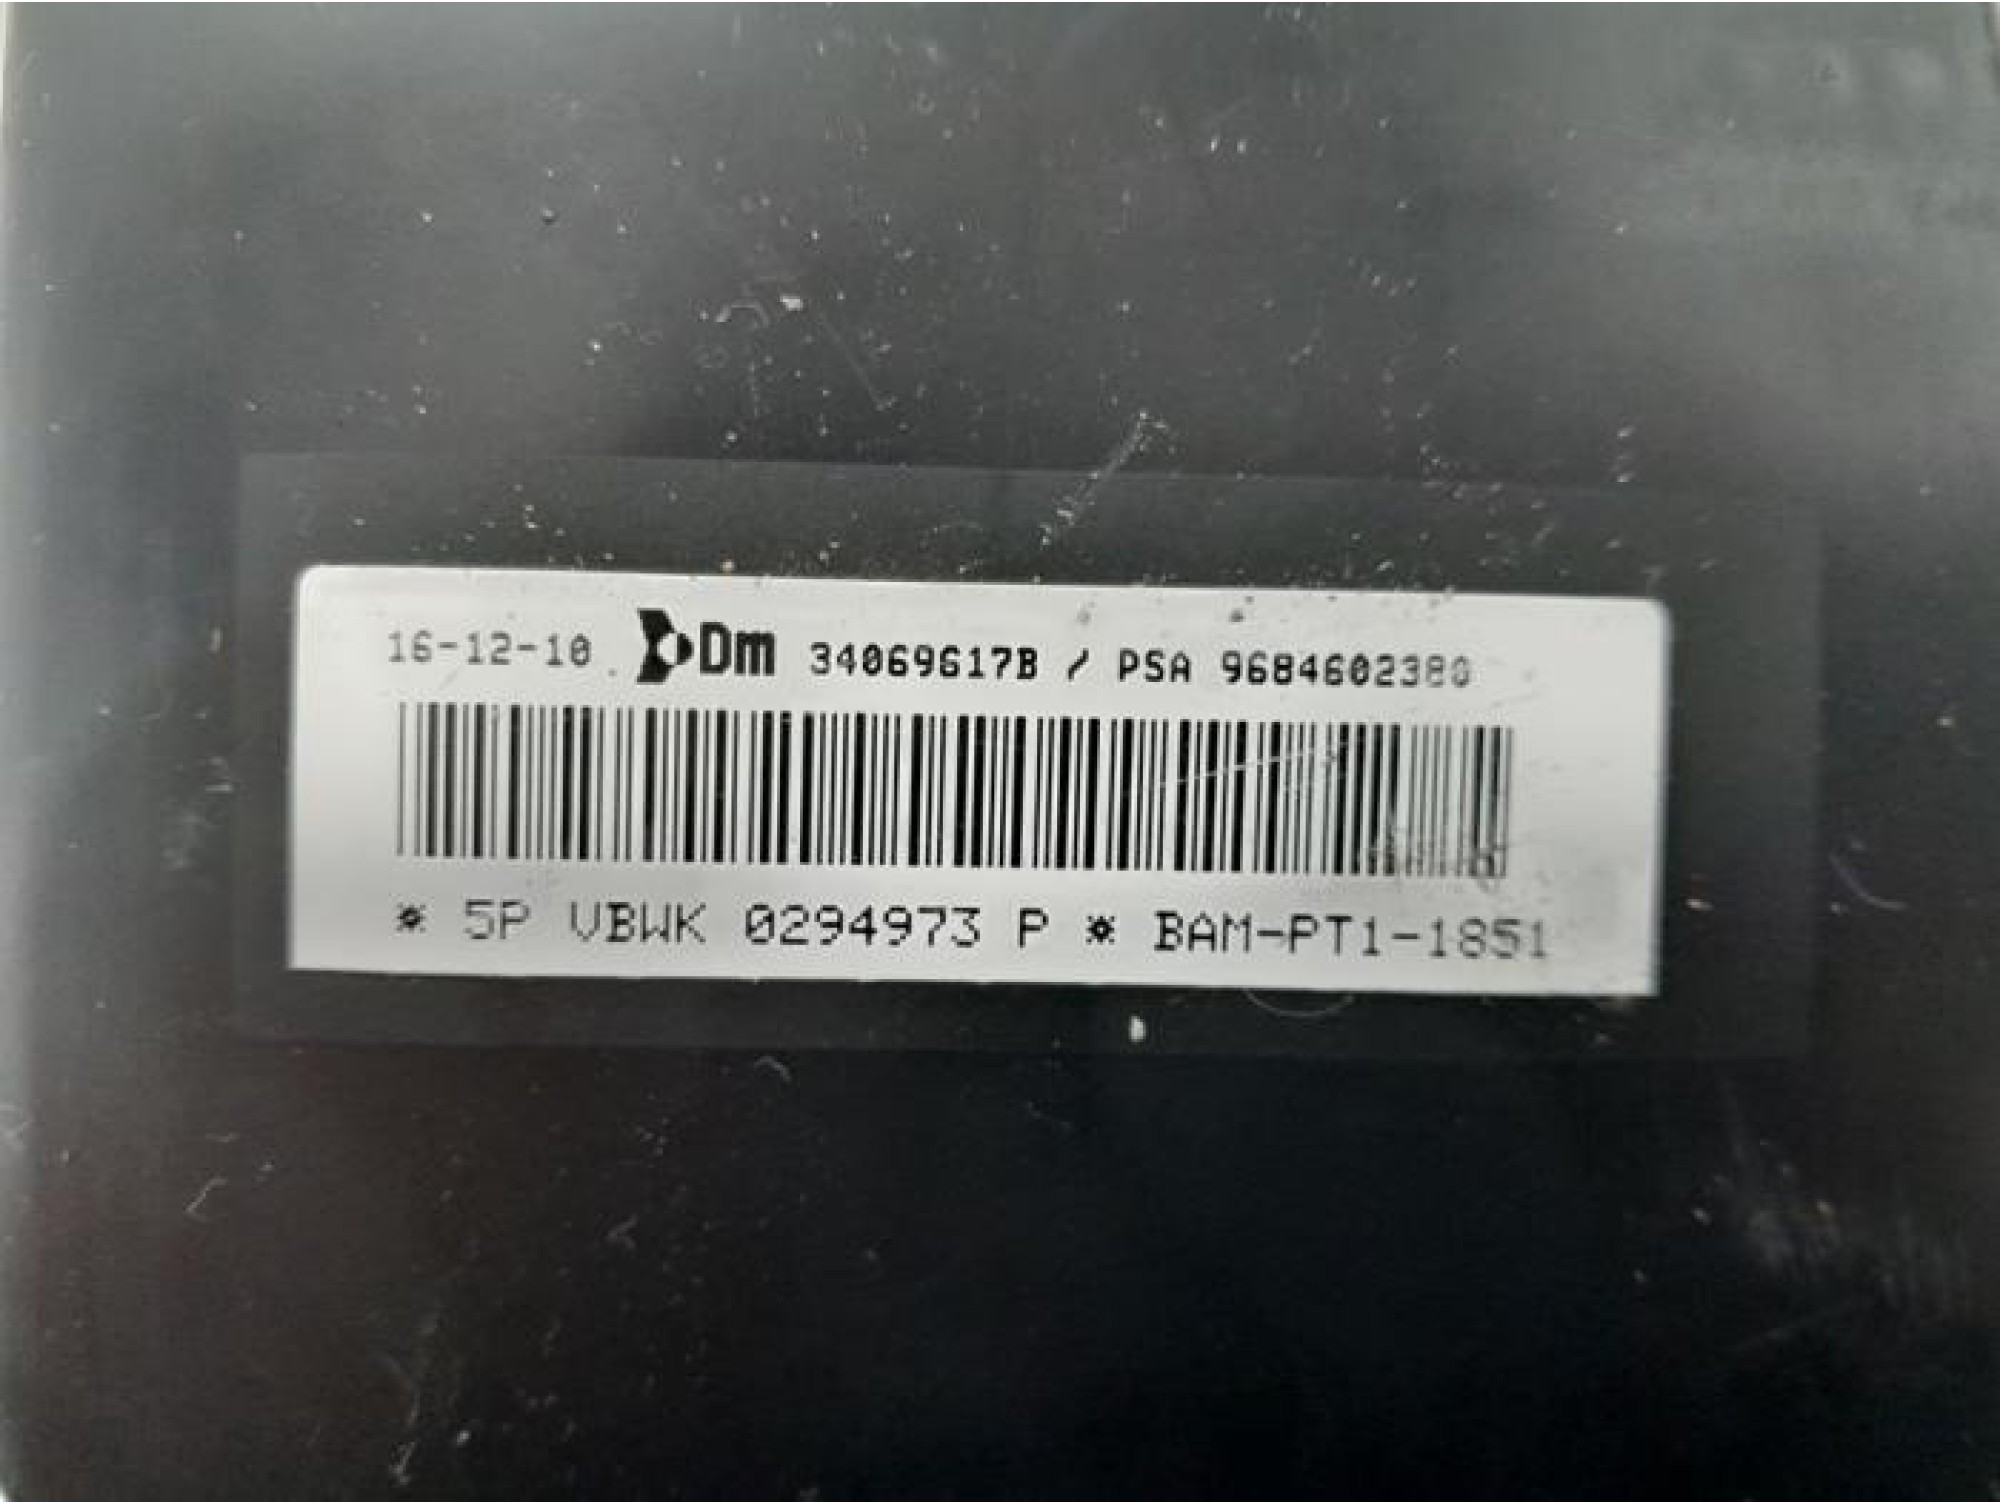 16-12-10 Dm 34069617B / PSA 9684602380
* 5P VBWK 0294973 P * BAM-PT1-1851